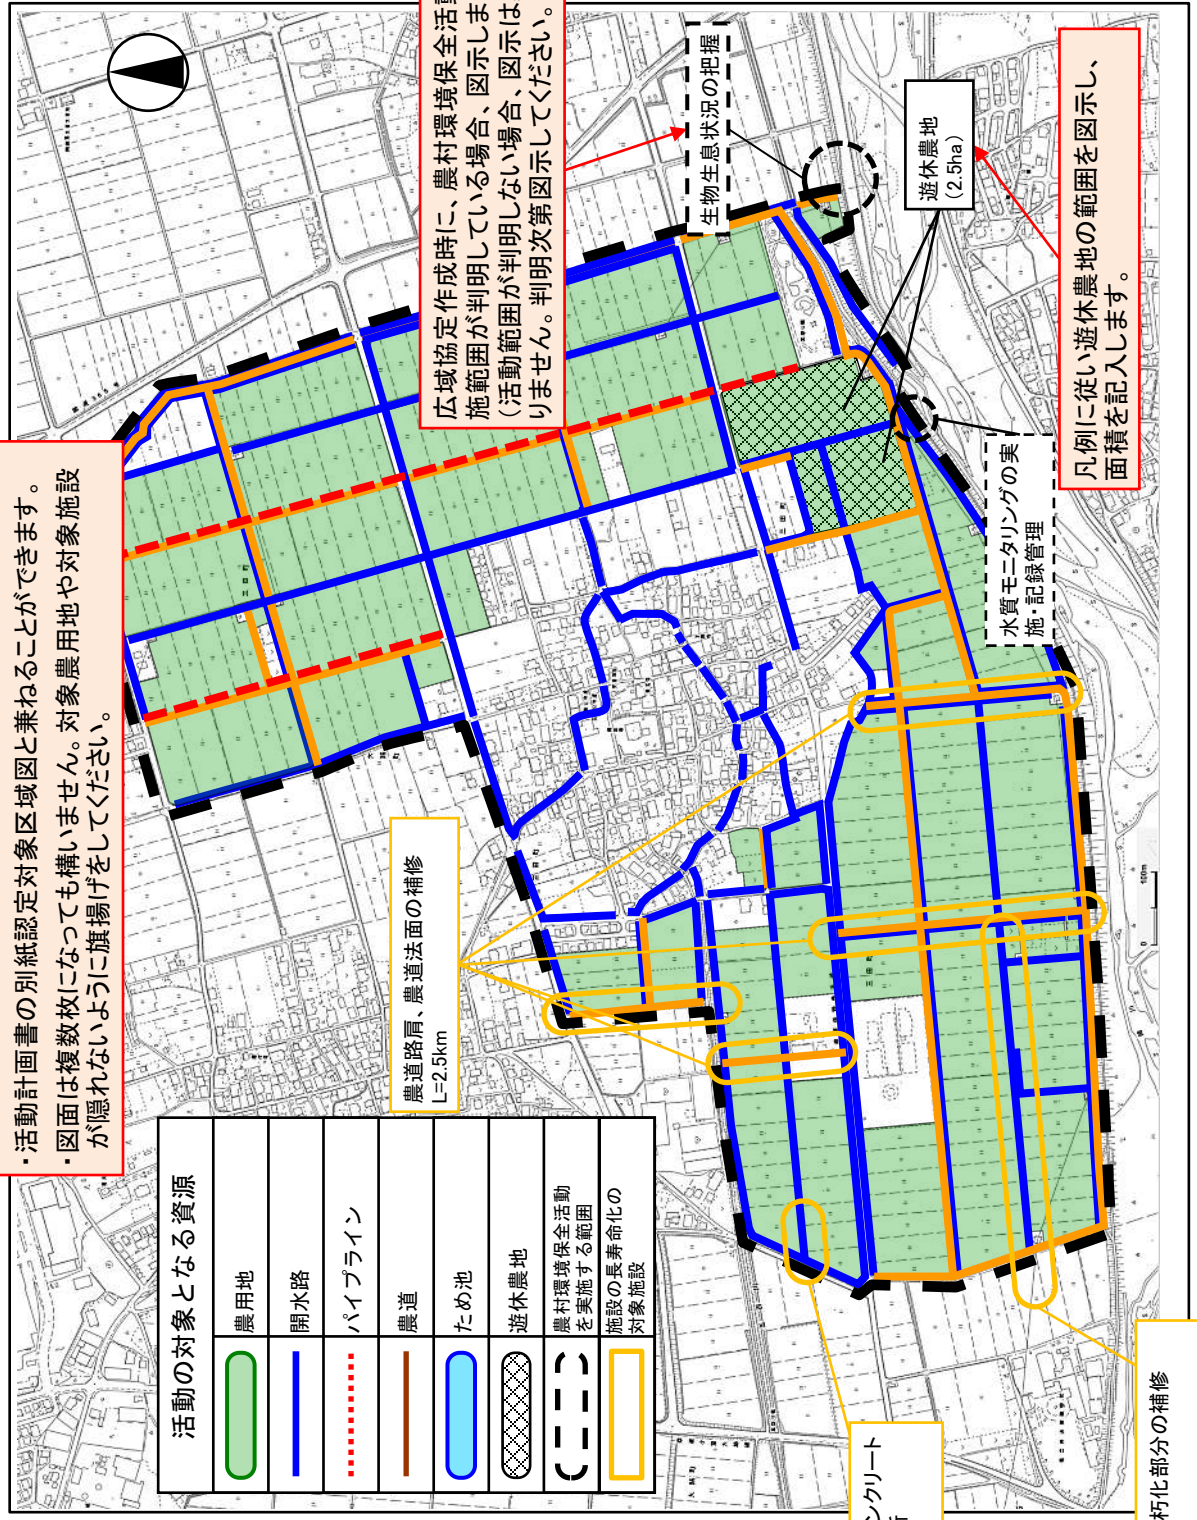 ・活動計画書の別紙認定対象区域図と兼ねることができます。
・図面は複数枚になっても構いません。対象農用地や対象施設
が隠れないように旗揚げをしてください。
広域協定作成時に、農村環境保全活動
施範囲が判明している場合、図示しま
（活動範囲が判明しない場合、図示は
りません。判明次第図示してください。
生物生息状況の把握
遊休農地
（2.5ha）
凡例に従い遊休農地の範囲を図示し、
面積を記入します。
水質モニタリングの実
施・記録管理
農道路肩、農道法面の補修
L=2.5km
活動の対象となる資源
農用地
開水路
パイプライン
農道
ため池
遊休農地
農村環境保全活動
を実施する範囲
施設の長寿命化の
対象施設
ンクリート
朽化部分の補修
0 100m